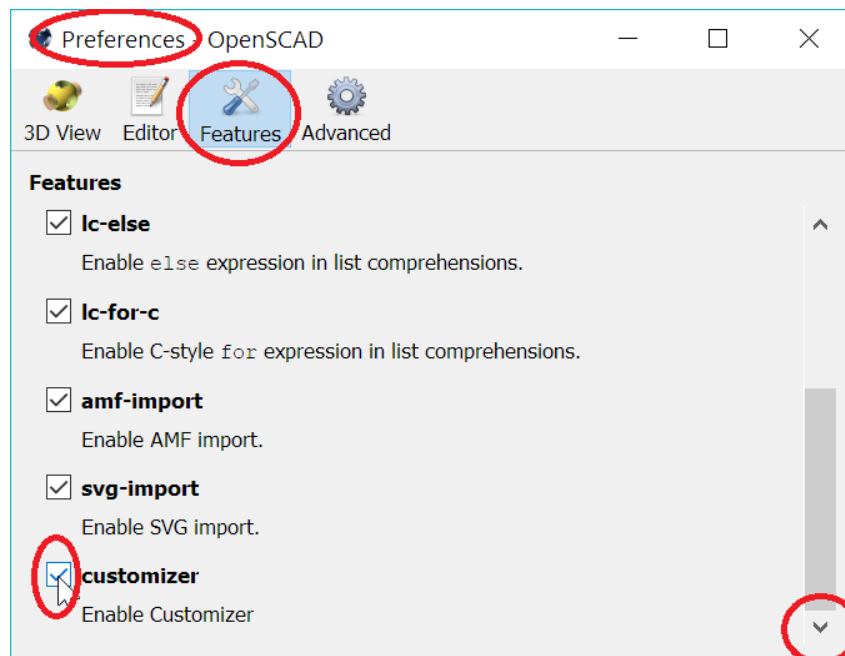 Preferences - OpenSCAD
3D View Editor Features Advanced
Features
lc-else
Enable else expression in list comprehensions.
lc-for-c
Enable C-style for expression in list comprehensions.
amf-import
Enable AMF import.
svg-import
Enable SVG import.
customizer
Enable Customizer